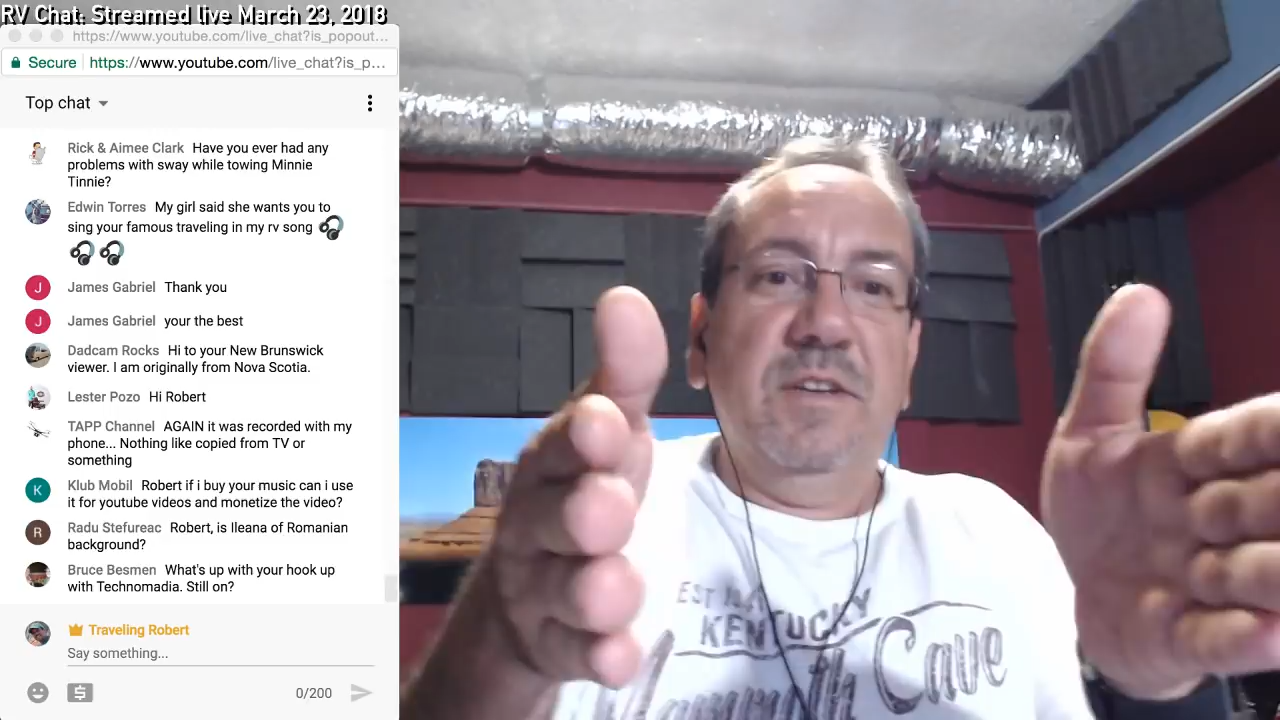 RV Chat: Streamed live March 23, 2018
https://www.youtube.com/live_chat?is_popout...
Secure https://www.youtube.com/live_chat?is_p...
Top chat
Rick & Aimee Clark Have you ever had any
problems with sway while towing Minnie
Tinnie?
Edwin Torres My girl said she wants you to
sing your famous traveling in my rv song
James Gabriel Thank you
James Gabriel your the best
Dadcam Rocks Hi to your New Brunswick
viewer. I am originally from Nova Scotia.
Lester Pozo Hi Robert
TAPP Channel AGAIN it was recorded with my
phone... Nothing like copied from TV or
something
K Klub Mobil Robert if i buy your music can i use
it for youtube videos and monetize the video?
R Radu Stefureac Robert, is Ileana of Romanian
background?
Bruce Besmen What's up with your hook up
with Technomadia. Still on?
Traveling Robert
Say something...
0/200
EST
KENTUCKY
Mammoth Cave